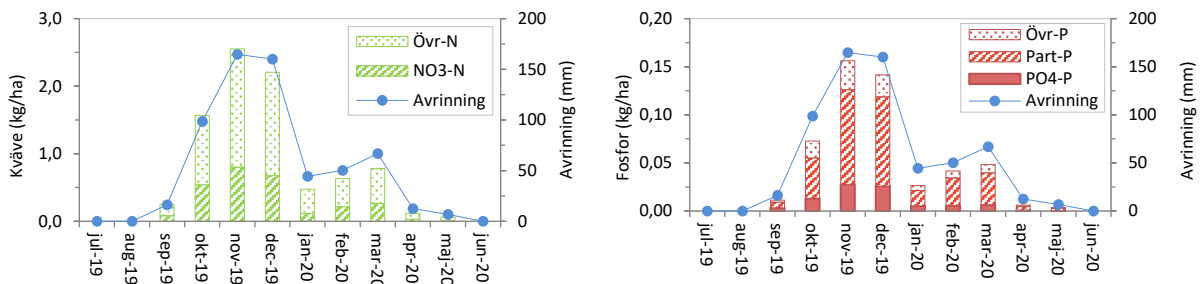 Kväve (kg/ha)
3,0
2,0
1,0
0,0
Övr-N
NO3-N
Avrinning
200
150
100
50
0
Avrinning (mm)
jul-19
aug-19
sep-19
okt-19
nov-19
dec-19
jan-20
feb-20
mar-20
apr-20
maj-20
jun-20
Fosfor (kg/ha)
0,20
0,15
0,10
0,05
0,00
Övr-P
Part-P
PO4-P
Avrinning
200
150
100
50
0
Avrinning (mm)
jul-19
aug-19
sep-19
okt-19
nov-19
dec-19
jan-20
feb-20
mar-20
apr-20
maj-20
jun-20